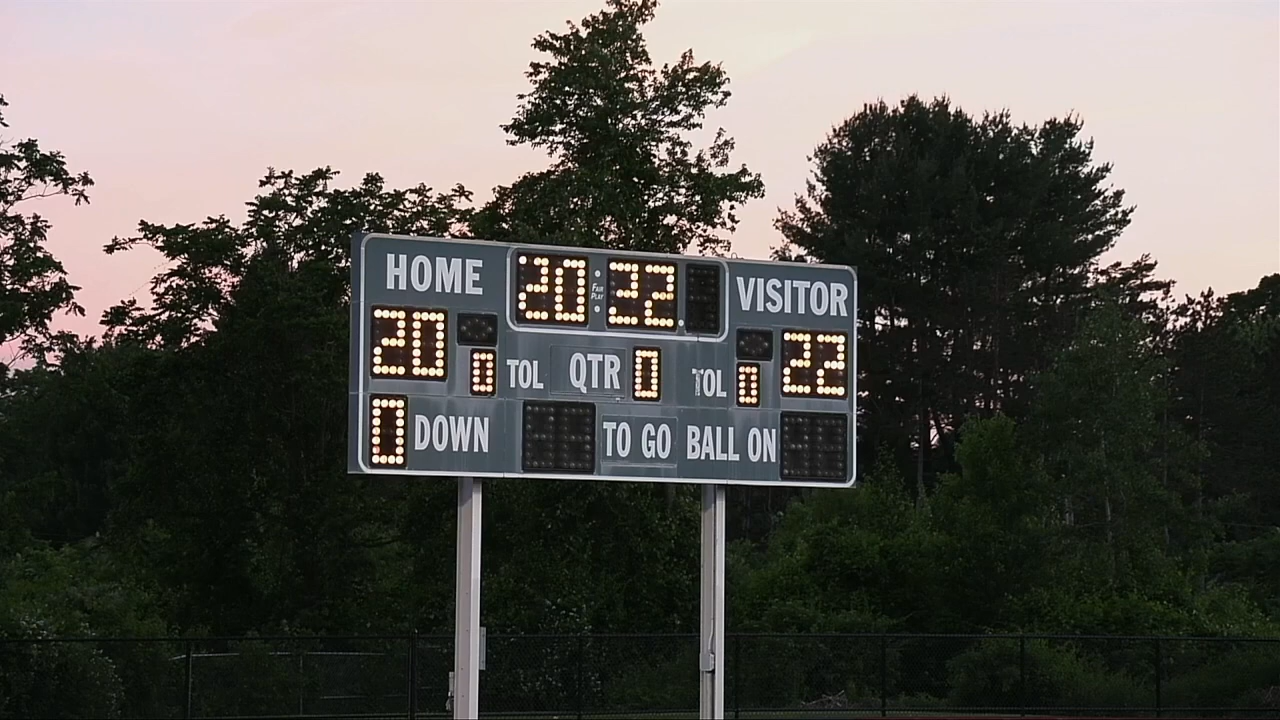 HOME 20:22 VISITOR
FAIR PLAY
20 22
0 TOL QTR 0 TOL 0
0 DOWN TO GO BALL ON